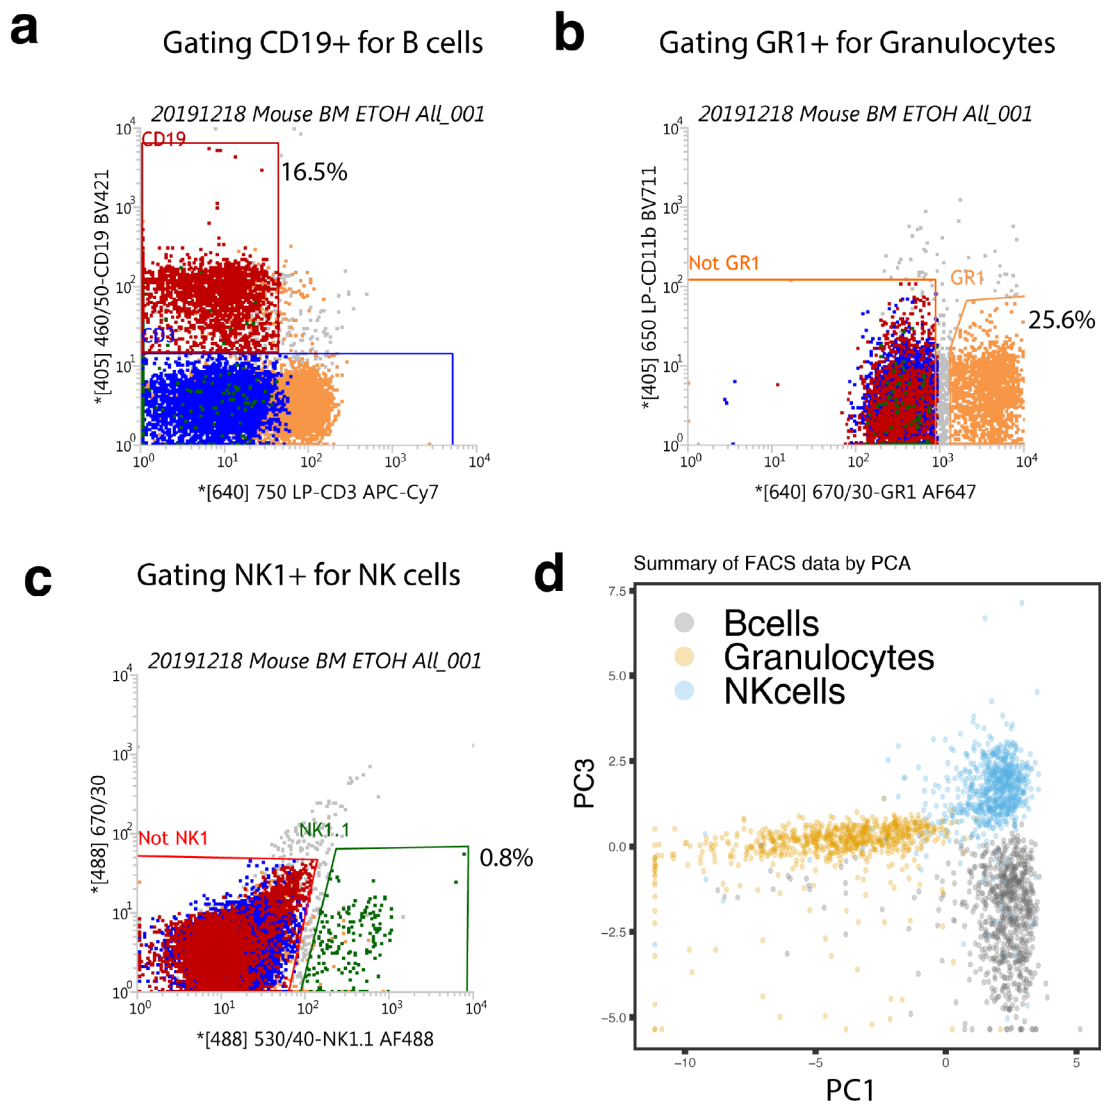 a
Gating CD19+ for B cells
20191218 Mouse BM ETOH All_001
10^4
10^3
10^2
10^1
10^0
CD19
16.5%
CD3
*[405] 460/50-CD19 BV421
10^0 10^1 10^2 10^3 10^4
*[640] 750 LP-CD3 APC-Cy7
b
Gating GR1+ for Granulocytes
20191218 Mouse BM ETOH All_001
10^4
10^3
10^2
10^1
10^0
Not GR1
GR1
25.6%
*[405] 650 LP-CD11b BV711
10^0 10^1 10^2 10^3 10^4
*[640] 670/30-GR1 AF647
c
Gating NK1+ for NK cells
20191218 Mouse BM ETOH All_001
10^4
10^3
10^2
10^1
10^0
Not NK1
NK1.1
0.8%
*[488] 670/30
10^0 10^1 10^2 10^3 10^4
*[488] 530/40-NK1.1 AF488
d
Summary of FACS data by PCA
7.5
5.0
2.5
0.0
−2.5
−5.0
Bcells
Granulocytes
NKcells
PC3
−10 −5 0 5
PC1